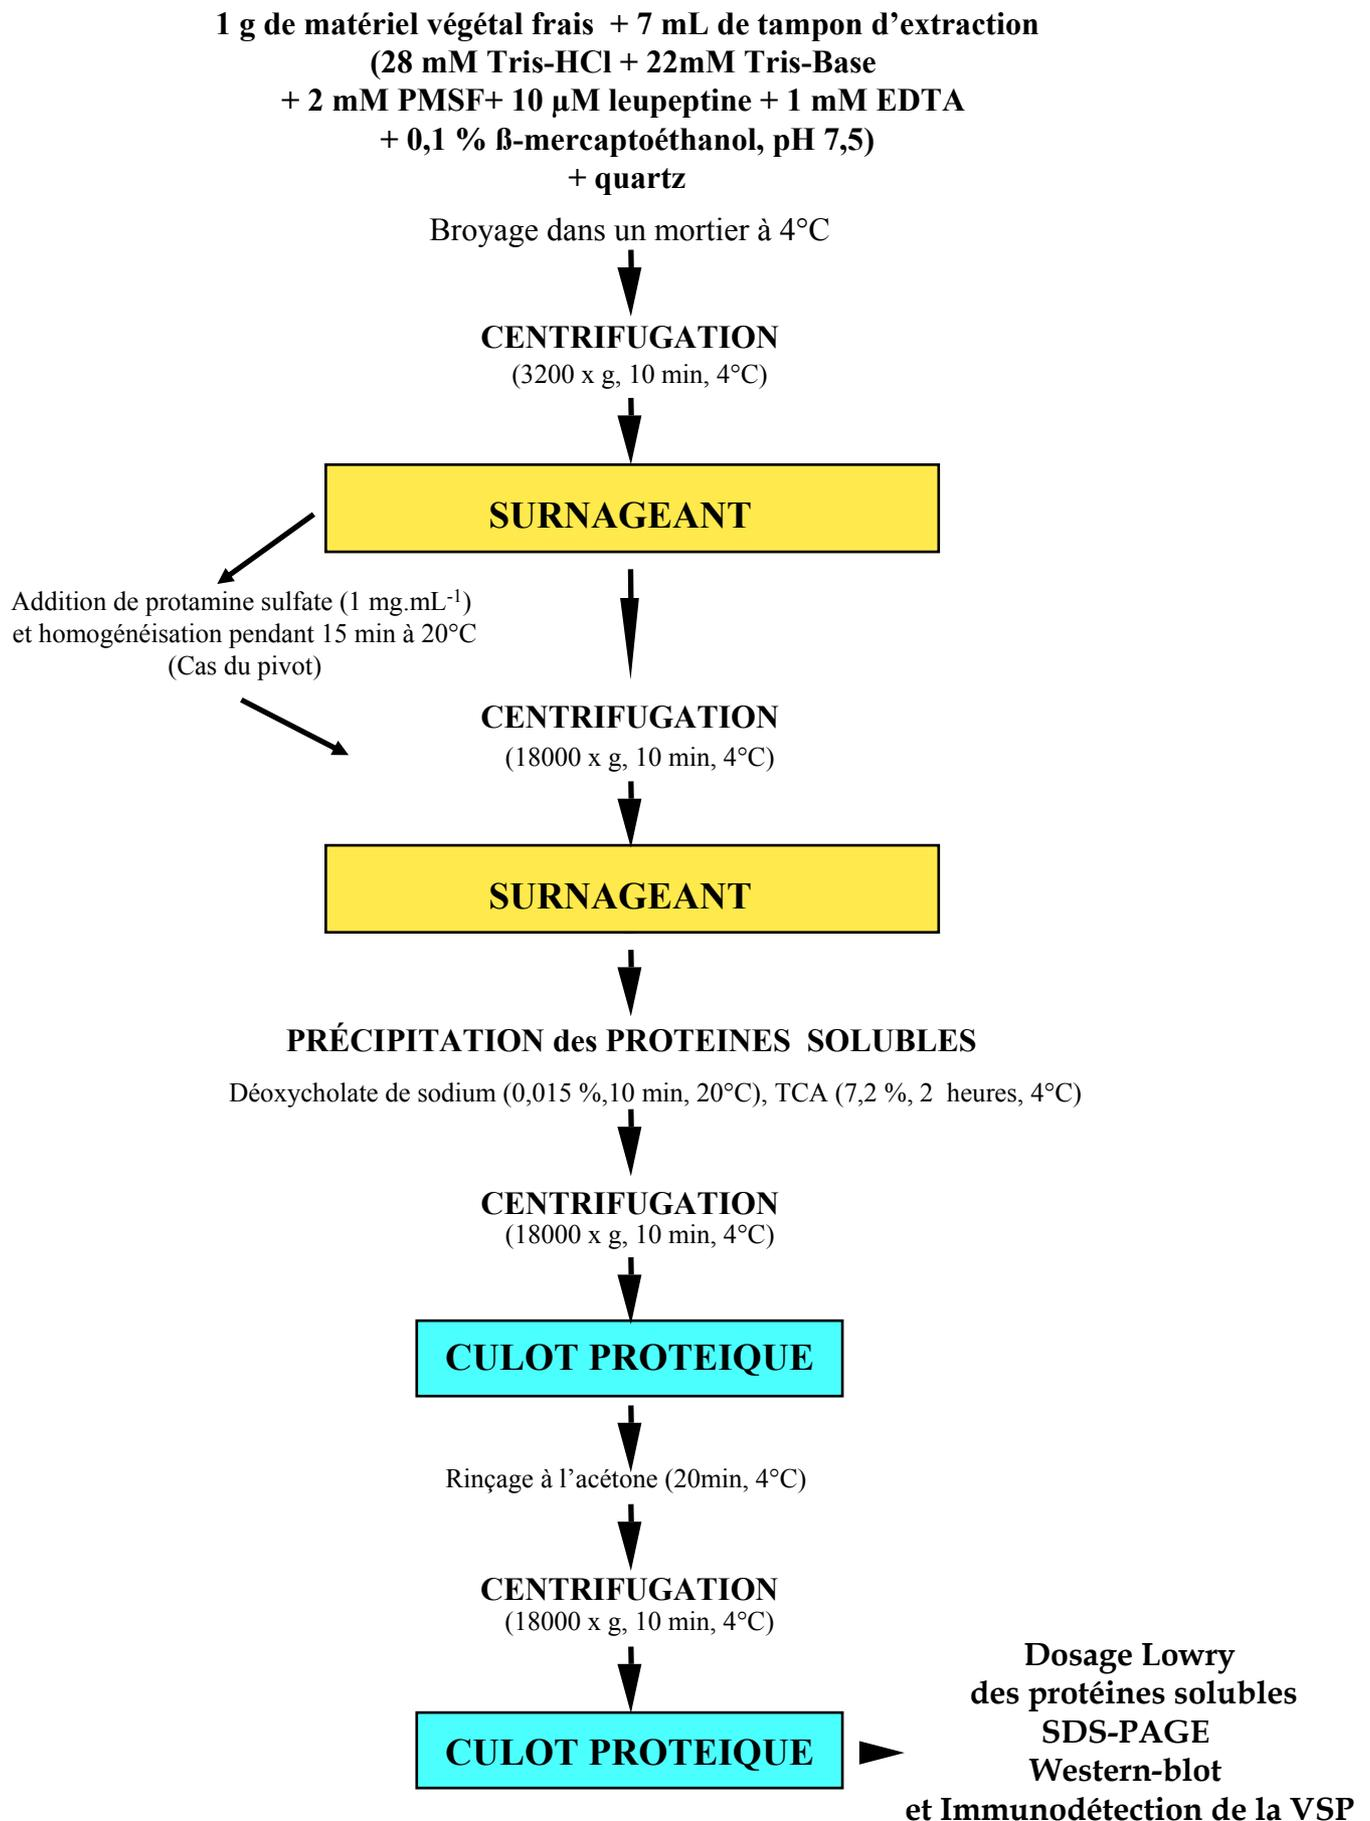 1 g de matériel végétal frais + 7 mL de tampon d’extraction
(28 mM Tris-HCl + 22mM Tris-Base
+ 2 mM PMSF+ 10 µM leupeptine + 1 mM EDTA
+ 0,1 % ß-mercaptoéthanol, pH 7,5)
+ quartz
Broyage dans un mortier à 4°C
CENTRIFUGATION
(3200 x g, 10 min, 4°C)
SURNAGEANT
Addition de protamine sulfate (1 mg.mL⁻¹)
et homogénéisation pendant 15 min à 20°C
(Cas du pivot)
CENTRIFUGATION
(18000 x g, 10 min, 4°C)
SURNAGEANT
PRÉCIPITATION des PROTEINES SOLUBLES
Déoxycholate de sodium (0,015 %,10 min, 20°C), TCA (7,2 %, 2 heures, 4°C)
CENTRIFUGATION
(18000 x g, 10 min, 4°C)
CULOT PROTEIQUE
Rinçage à l’acétone (20min, 4°C)
CENTRIFUGATION
(18000 x g, 10 min, 4°C)
CULOT PROTEIQUE
Dosage Lowry
des protéines solubles
SDS-PAGE
Western-blot
et Immunodétection de la VSP